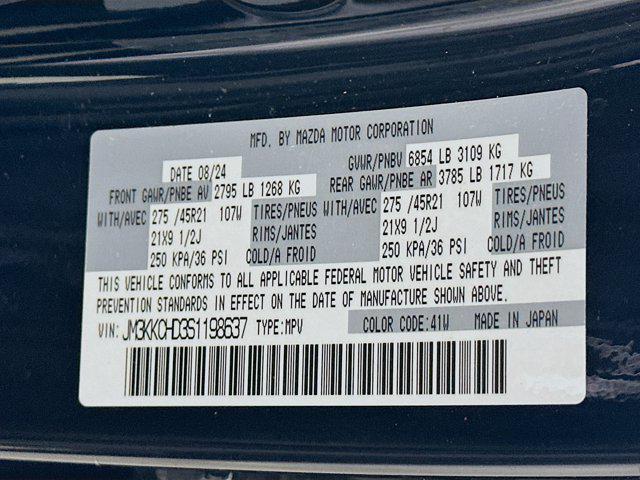 MFD. BY MAZDA MOTOR CORPORATION
DATE 08/24 GVWR/PNBV 6854 LB 3109 KG
FRONT GAWR/PNBE AV 2795 LB 1268 KG REAR GAWR/PNBE AR 3785 LB 1717 KG
WITH/AVEC 275 /45R21 107W TIRES/PNEUS WITH/AVEC 275 /45R21 107W TIRES/PNEUS
21X9 1/2J RIMS/JANTES 21X9 1/2J RIMS/JANTES
250 KPA/36 PSI COLD/A FROID 250 KPA/36 PSI COLD/A FROID
THIS VEHICLE CONFORMS TO ALL APPLICABLE FEDERAL MOTOR VEHICLE SAFETY AND THEFT
PREVENTION STANDARDS IN EFFECT ON THE DATE OF MANUFACTURE SHOWN ABOVE.
VIN: JM3KKCHD3S1198637 TYPE:MPV COLOR CODE:41W MADE IN JAPAN